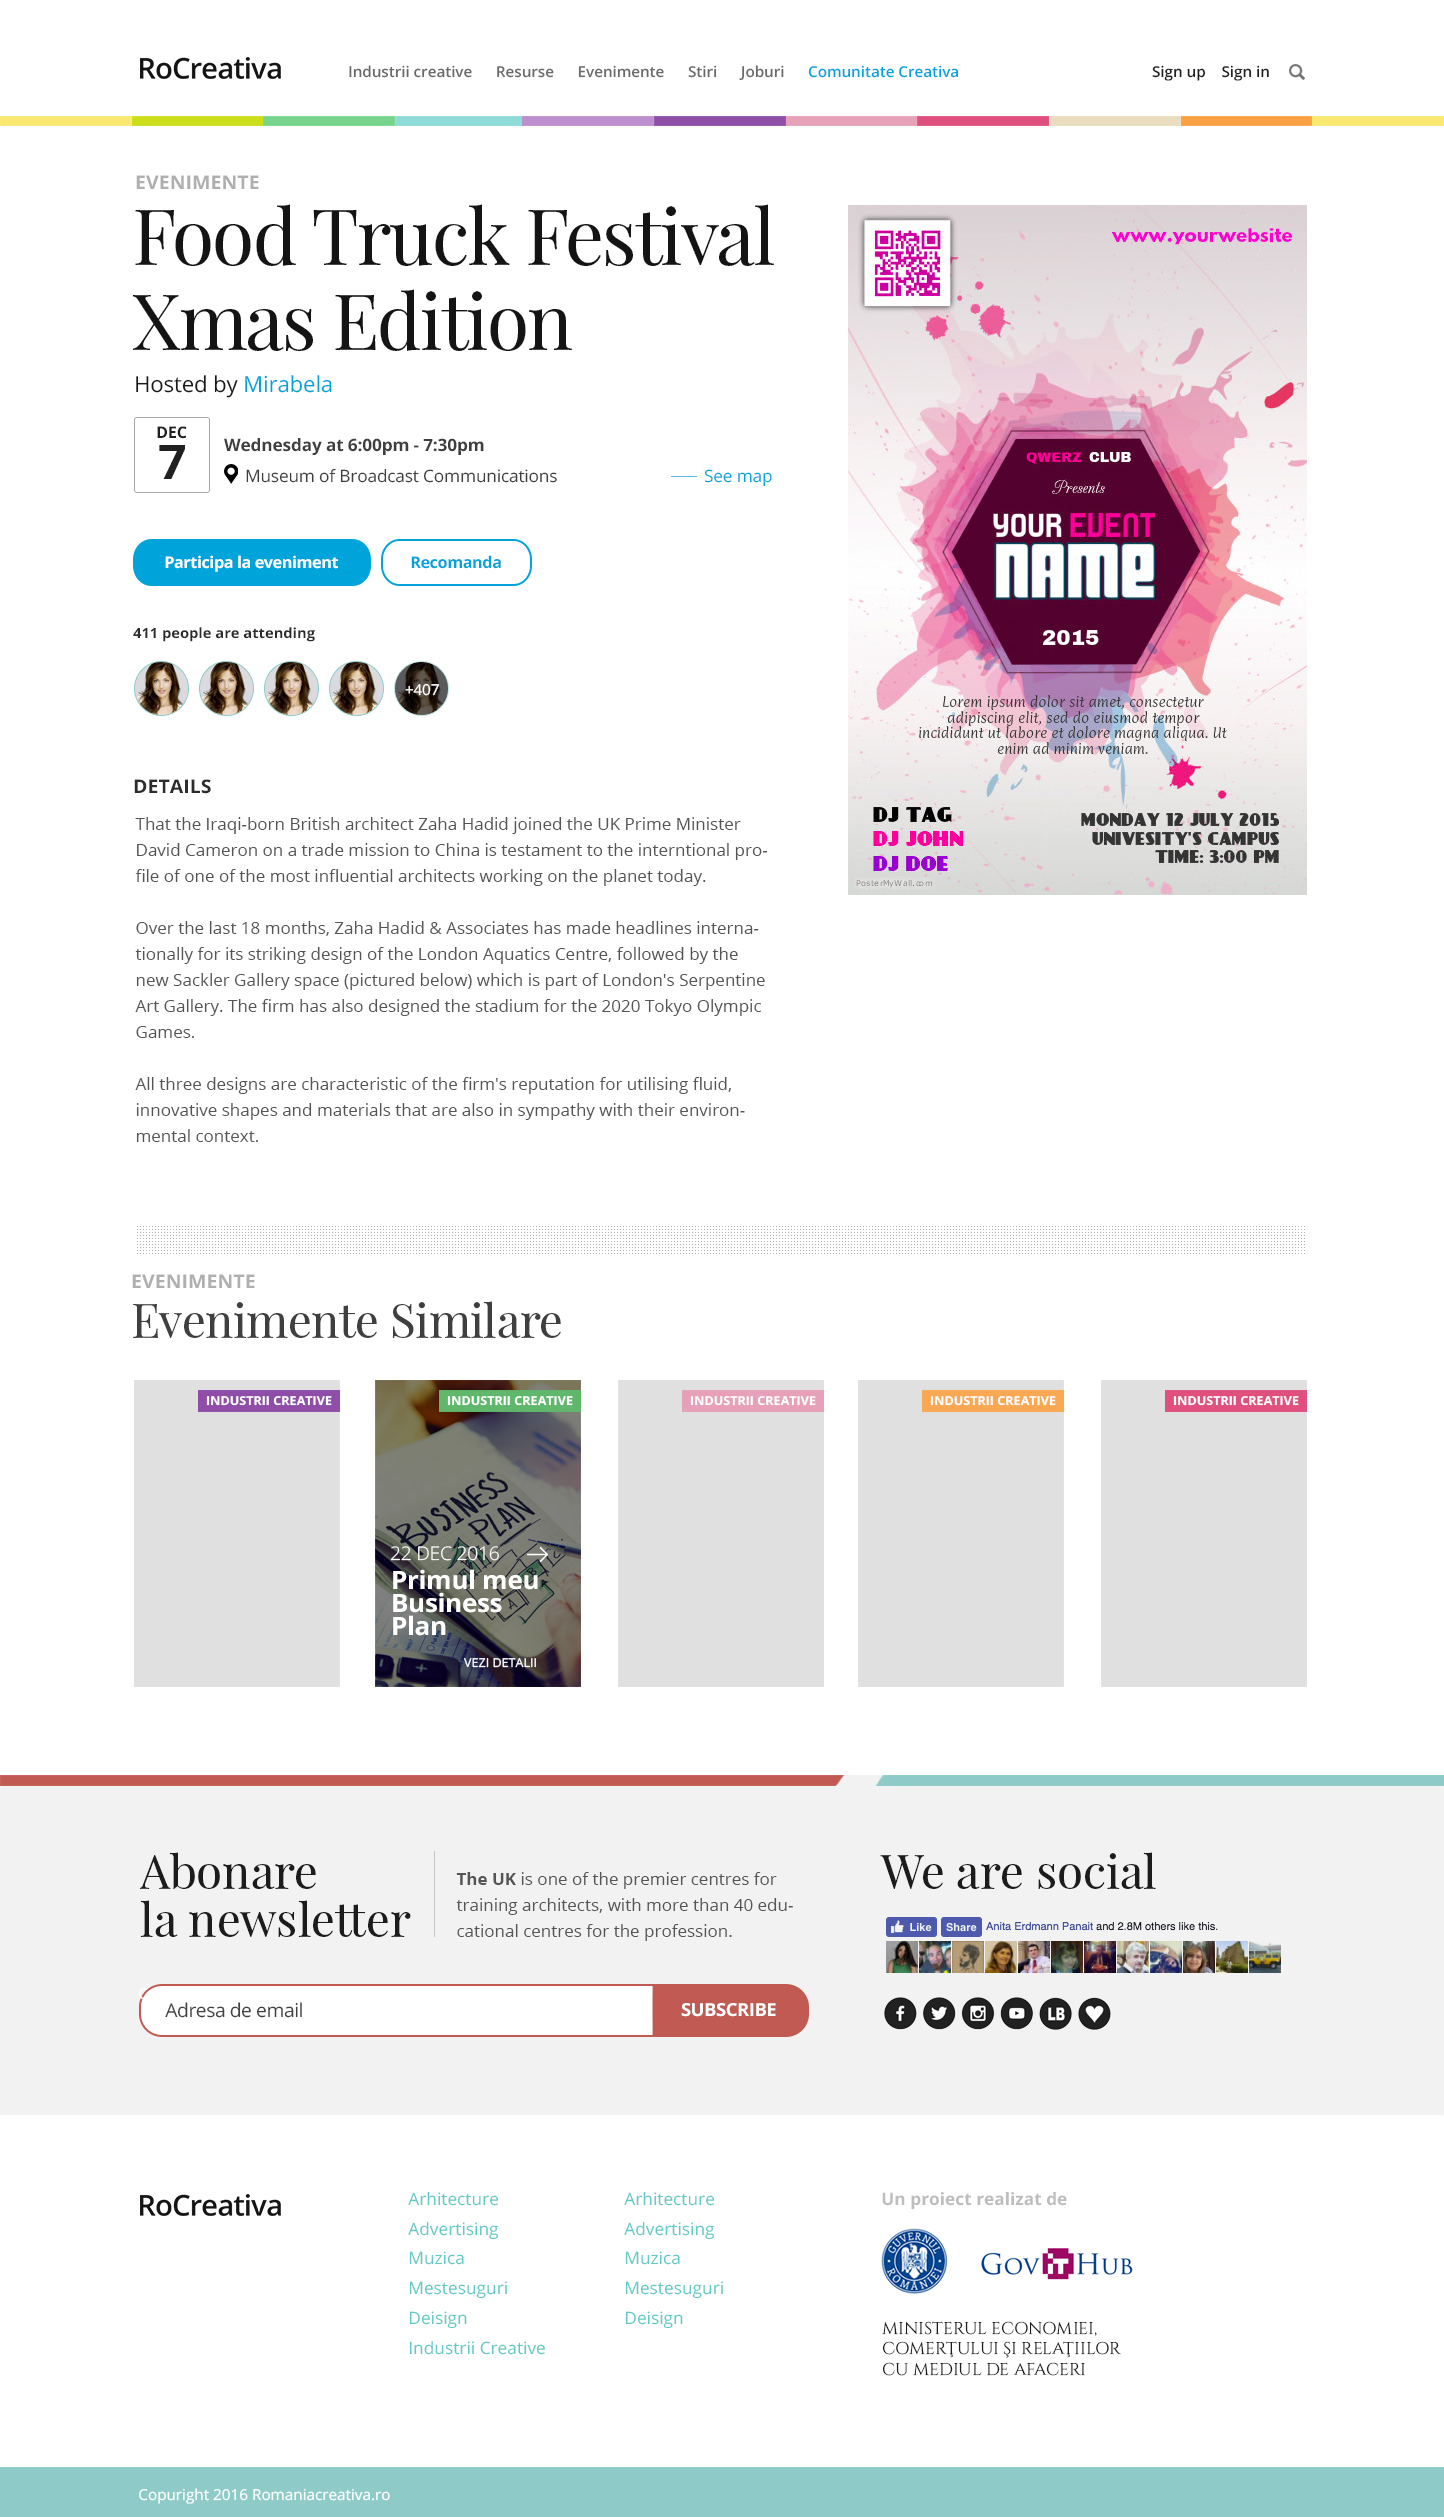 RoCreativa
Industrii creative Resurse Evenimente Stiri Joburi Comunitate Creativa
Sign up Sign in
EVENIMENTE
Food Truck Festival
Xmas Edition
Hosted by Mirabela
DEC
7
Wednesday at 6:00pm - 7:30pm
Museum of Broadcast Communications
See map
Participa la eveniment
Recomanda
411 people are attending
+407
DETAILS
That the Iraqi-born British architect Zaha Hadid joined the UK Prime Minister
David Cameron on a trade mission to China is testament to the interntional pro-
file of one of the most influential architects working on the planet today.
Over the last 18 months, Zaha Hadid & Associates has made headlines interna-
tionally for its striking design of the London Aquatics Centre, followed by the
new Sackler Gallery space (pictured below) which is part of London's Serpentine
Art Gallery. The firm has also designed the stadium for the 2020 Tokyo Olympic
Games.
All three designs are characteristic of the firm's reputation for utilising fluid,
innovative shapes and materials that are also in sympathy with their environ-
mental context.
www.yourwebsite
QWERZ CLUB
Presents
YOUR EVENT
NAME
2015
Lorem ipsum dolor sit amet, consectetur
adipiscing elit, sed do eiusmod tempor
incididunt ut labore et dolore magna aliqua. Ut
enim ad minim veniam.
DJ TAG
DJ JOHN
DJ DOE
MONDAY 12 JULY 2015
UNIVESITY'S CAMPUS
TIME: 3:00 PM
PosterMyWall.com
EVENIMENTE
Evenimente Similare
INDUSTRII CREATIVE
INDUSTRII CREATIVE
BUSINESS
PLAN
22 DEC 2016
Primul meu
Business
Plan
VEZI DETALII
INDUSTRII CREATIVE
INDUSTRII CREATIVE
INDUSTRII CREATIVE
Abonare
la newsletter
The UK is one of the premier centres for
training architects, with more than 40 edu-
cational centres for the profession.
Adresa de email
SUBSCRIBE
We are social
Like Share Anita Erdmann Panait and 2.8M others like this.
LB
RoCreativa
Arhitecture
Advertising
Muzica
Mestesuguri
Deisign
Industrii Creative
Arhitecture
Advertising
Muzica
Mestesuguri
Deisign
Un proiect realizat de
GUVERNUL
ROMÂNIEI
GovITHub
MINISTERUL ECONOMIEI,
COMERŢULUI ŞI RELAŢIILOR
CU MEDIUL DE AFACERI
Copuright 2016 Romaniacreativa.ro